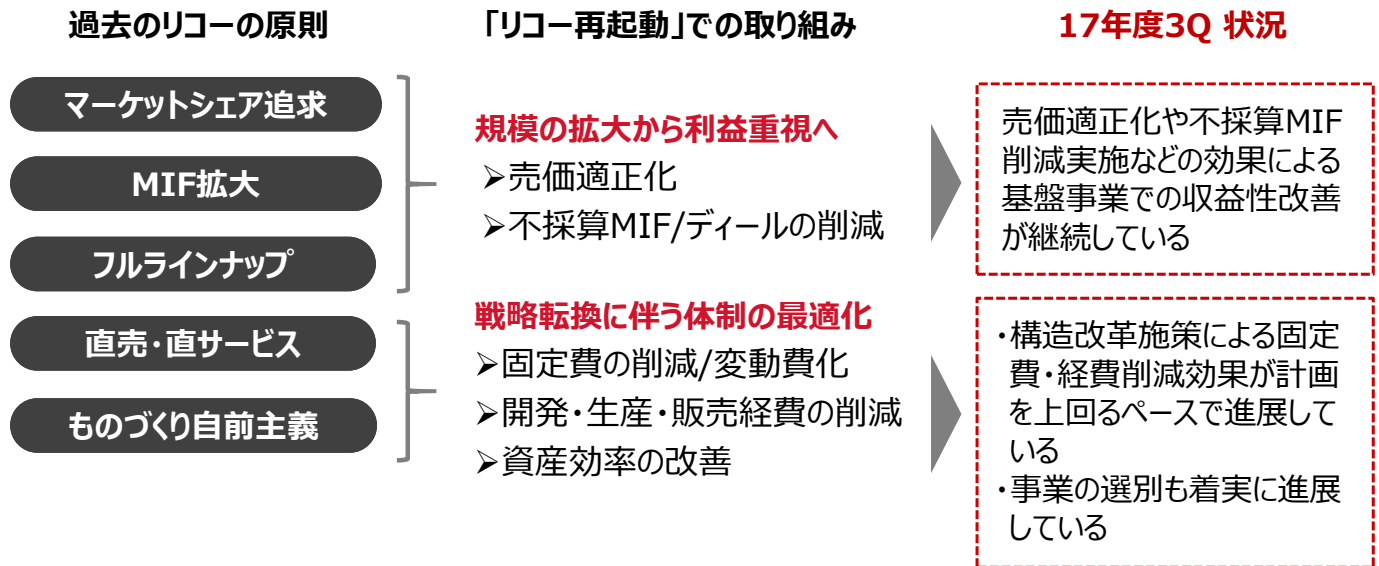 過去のリコーの原則
「リコー再起動」での取り組み
17年度3Q 状況
マーケットシェア追求
MIF拡大
フルラインナップ
規模の拡大から利益重視へ
➢売価適正化
➢不採算MIF/ディールの削減
売価適正化や不採算MIF
削減実施などの効果による
基盤事業での収益性改善
が継続している
直売・直サービス
ものづくり自前主義
戦略転換に伴う体制の最適化
➢固定費の削減/変動費化
➢開発・生産・販売経費の削減
➢資産効率の改善
・構造改革施策による固定
費・経費削減効果が計画
を上回るペースで進展して
いる
・事業の選別も着実に進展
している